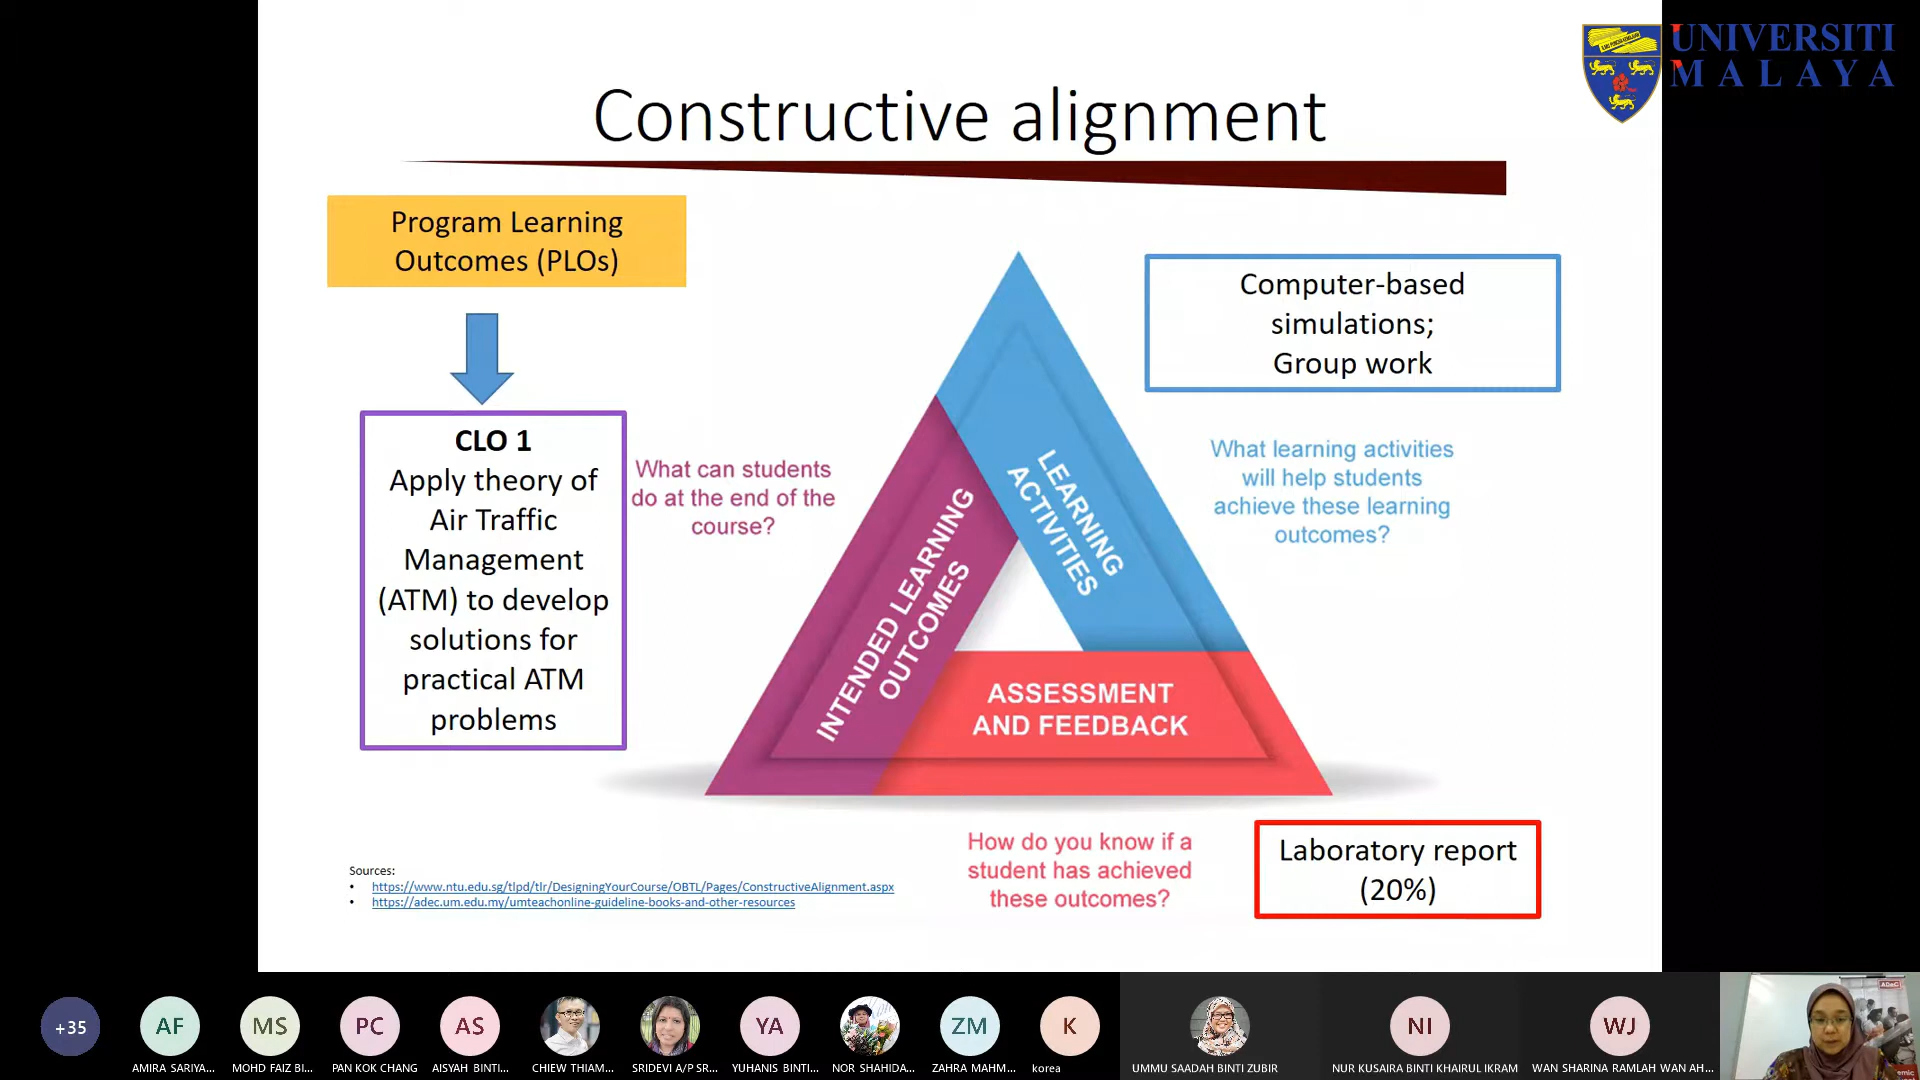 UNIVERSITI
MALAYA
Constructive alignment
Program Learning
Outcomes (PLOs)
CLO 1
Apply theory of
Air Traffic
Management
(ATM) to develop
solutions for
practical ATM
problems
What can students
do at the end of the
course?
INTENDED LEARNING
OUTCOMES
LEARNING
ACTIVITIES
ASSESSMENT
AND FEEDBACK
Computer-based
simulations;
Group work
What learning activities
will help students
achieve these learning
outcomes?
How do you know if a
student has achieved
these outcomes?
Laboratory report
(20%)
Sources:
• https://www.ntu.edu.sg/tlpd/tlr/DesigningYourCourse/OBTL/Pages/ConstructiveAlignment.aspx
• https://adec.um.edu.my/umteachonline-guideline-books-and-other-resources
+35
AF
MS
PC
AS
YA
ZM
K
NI
WJ
AMIRA SARIYA...
MOHD FAIZ BI...
PAN KOK CHANG
AISYAH BINTI...
CHIEW THIAM...
SRIDEVI A/P SR...
YUHANIS BINTI...
NOR SHAHIDA...
ZAHRA MAHM...
korea
UMMU SAADAH BINTI ZUBIR
NUR KUSAIRA BINTI KHAIRUL IKRAM
WAN SHARINA RAMLAH WAN AH...
ADeC